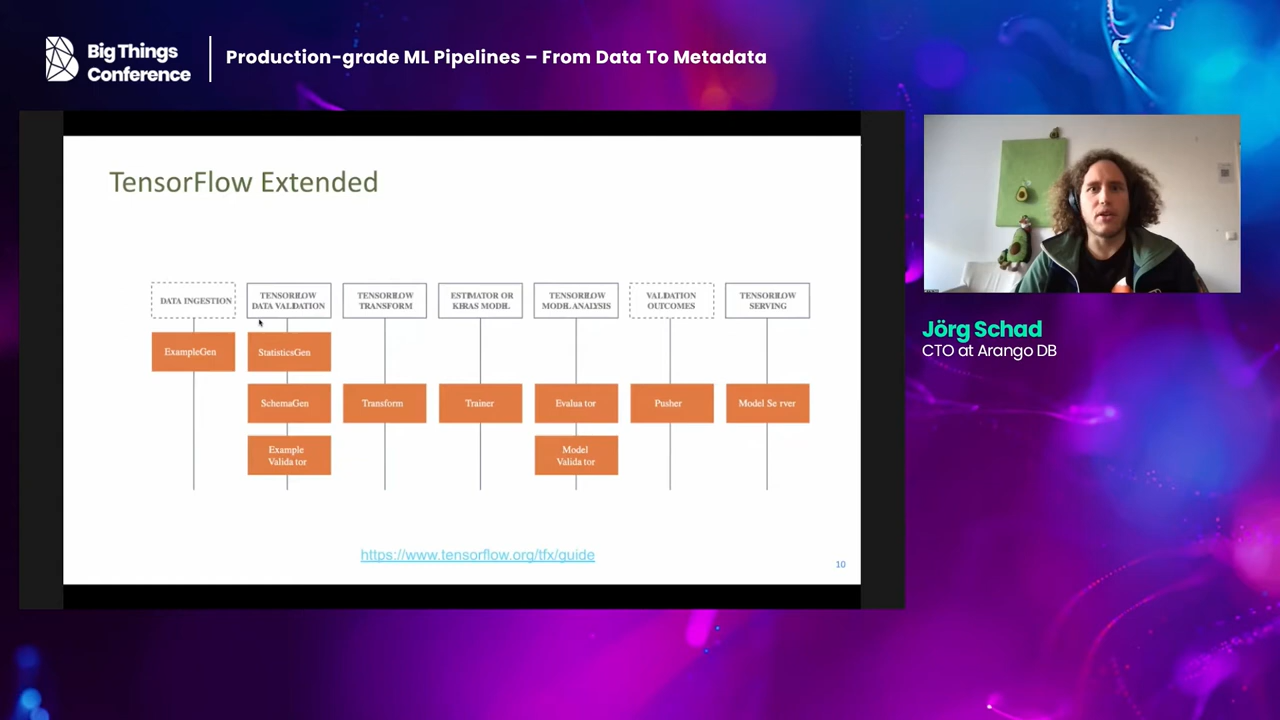 Big Things
Conference
Production-grade ML Pipelines – From Data To Metadata
TensorFlow Extended
DATA INGESTION
TENSORFLOW
DATA VALIDATION
TENSORFLOW
TRANSFORM
ESTIMATOR OR
KERAS MODEL
TENSORFLOW
MODEL ANALYSIS
VALIDATION
OUTCOMES
TENSORFLOW
SERVING
ExampleGen
StatisticsGen
SchemaGen
Transform
Trainer
Evaluator
Pusher
Model Server
Example
Validator
Model
Validator
https://www.tensorflow.org/tfx/guide
10
Jörg Schad
CTO at Arango DB